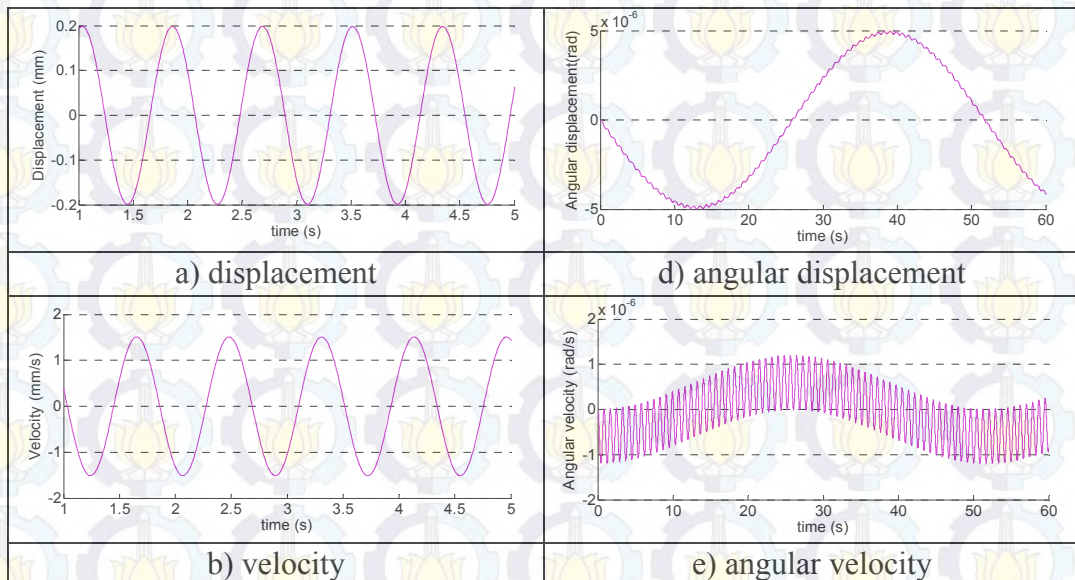 0.2
0.1
0
-0.1
-0.2
1 1.5 2 2.5 3 3.5 4 4.5 5
Displacement (mm)
time (s)
a) displacement
x 10^-6
5
0
-5
0 10 20 30 40 50 60
Angular displacement(rad)
time (s)
d) angular displacement
2
1
0
-1
-2
1 1.5 2 2.5 3 3.5 4 4.5 5
Velocity (mm/s)
time (s)
b) velocity
x 10^-6
2
1
0
-1
-2
0 10 20 30 40 50 60
Angular velocity (rad/s)
time (s)
e) angular velocity